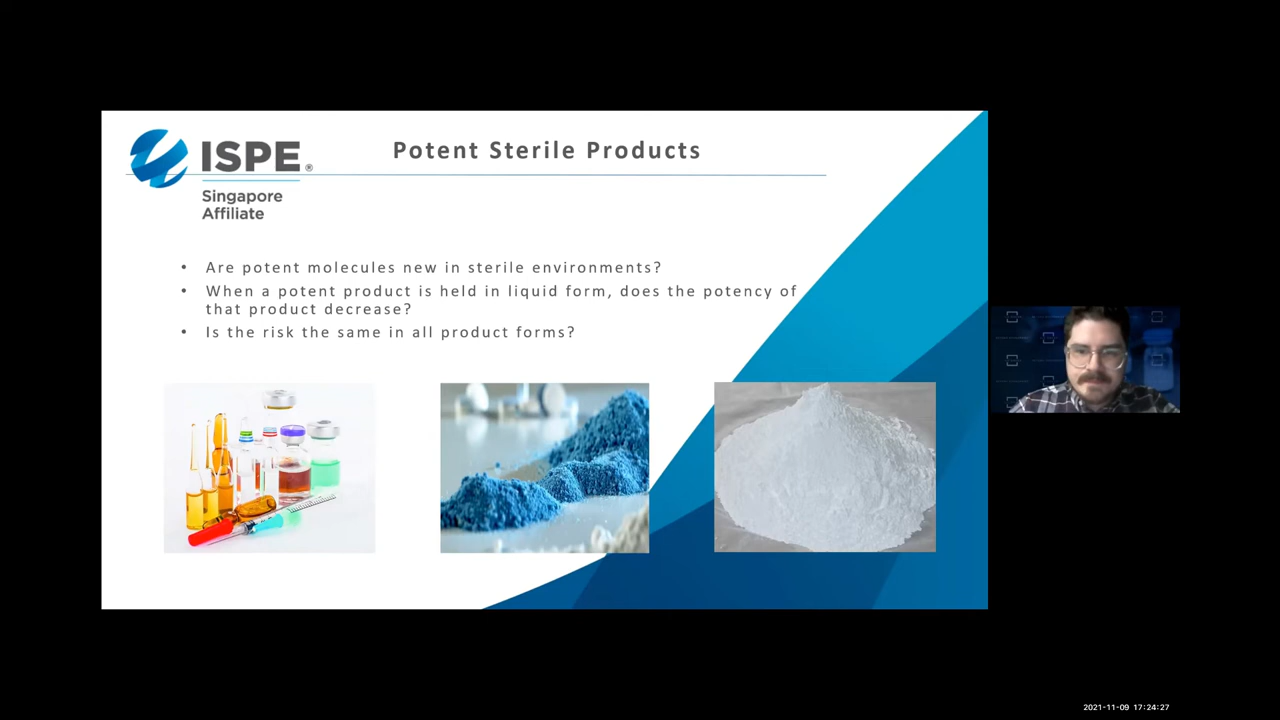 ISPE®
Singapore
Affiliate
Potent Sterile Products
• Are potent molecules new in sterile environments?
• When a potent product is held in liquid form, does the potency of
that product decrease?
• Is the risk the same in all product forms?
2021-11-09 17:24:27